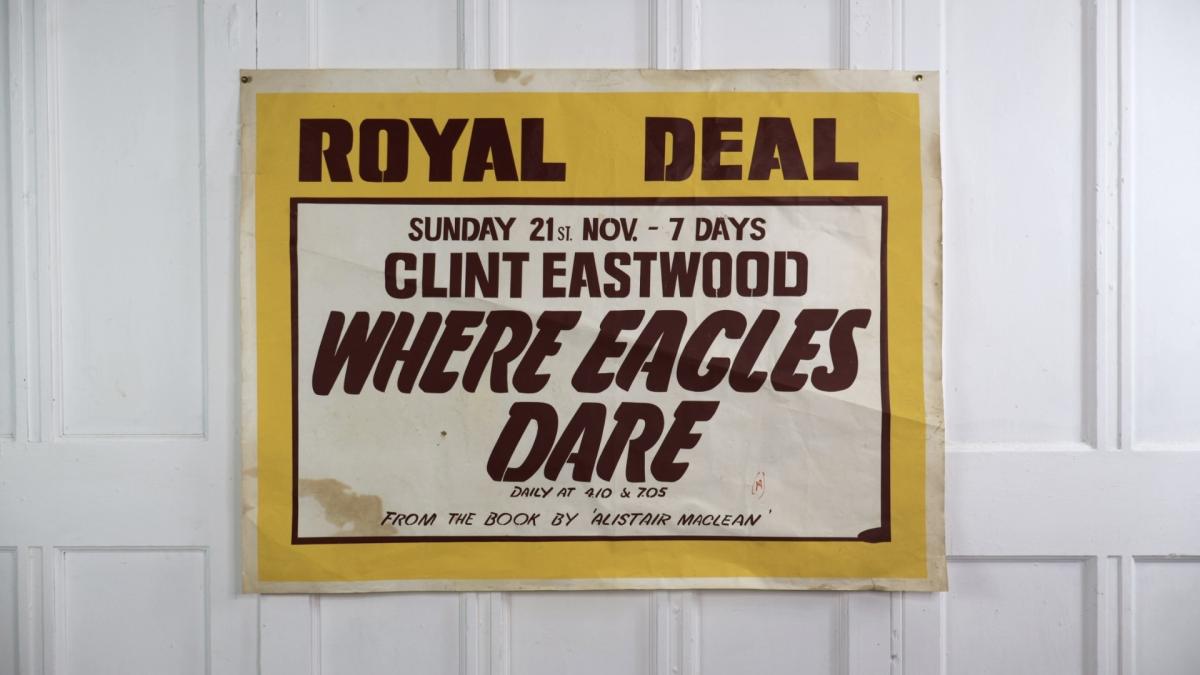 ROYAL DEAL
SUNDAY 21ST. NOV. - 7 DAYS
CLINT EASTWOOD
WHERE EAGLES
DARE
DAILY AT 4.10 & 7.05
FROM THE BOOK BY 'ALISTAIR MACLEAN'